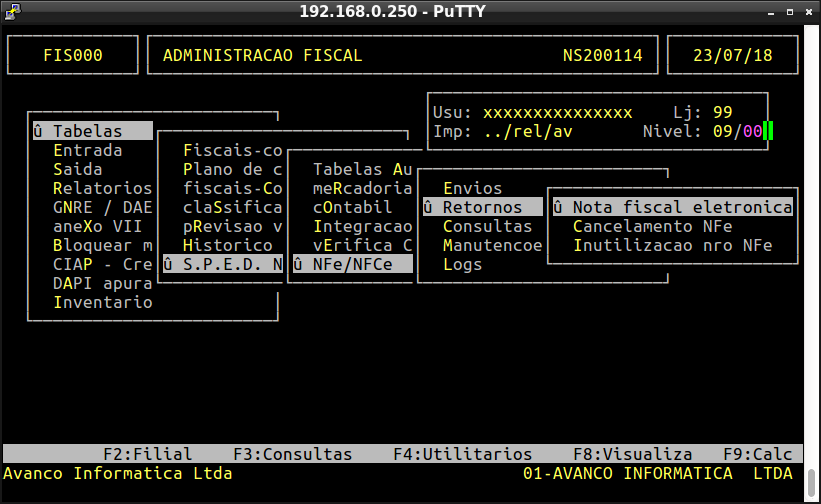 192.168.0.250 - PuTTY
FIS000 ADMINISTRACAO FISCAL NS200114 23/07/18
Usu: xxxxxxxxxxxxxxx Lj: 99
Imp: ../rel/av Nivel: 09/00
û Tabelas
Entrada
Saida
Relatorios
GNRE / DAE
aneXo VII
Bloquear m
CIAP - Cre
DAPI apura
Inventario
Fiscais-co
Plano de c
fiscais-Co
claSsifica
pRevisao v
Historico
û S.P.E.D. N
Tabelas Au
meRcadoria
cOntabil
Integracao
vErifica C
û NFe/NFCe
Envios
û Retornos
Consultas
Manutencoe
Logs
û Nota fiscal eletronica
Cancelamento NFe
Inutilizacao nro NFe
F2:Filial F3:Consultas F4:Utilitarios F8:Visualiza F9:Calc
Avanco Informatica Ltda 01-AVANCO INFORMATICA LTDA